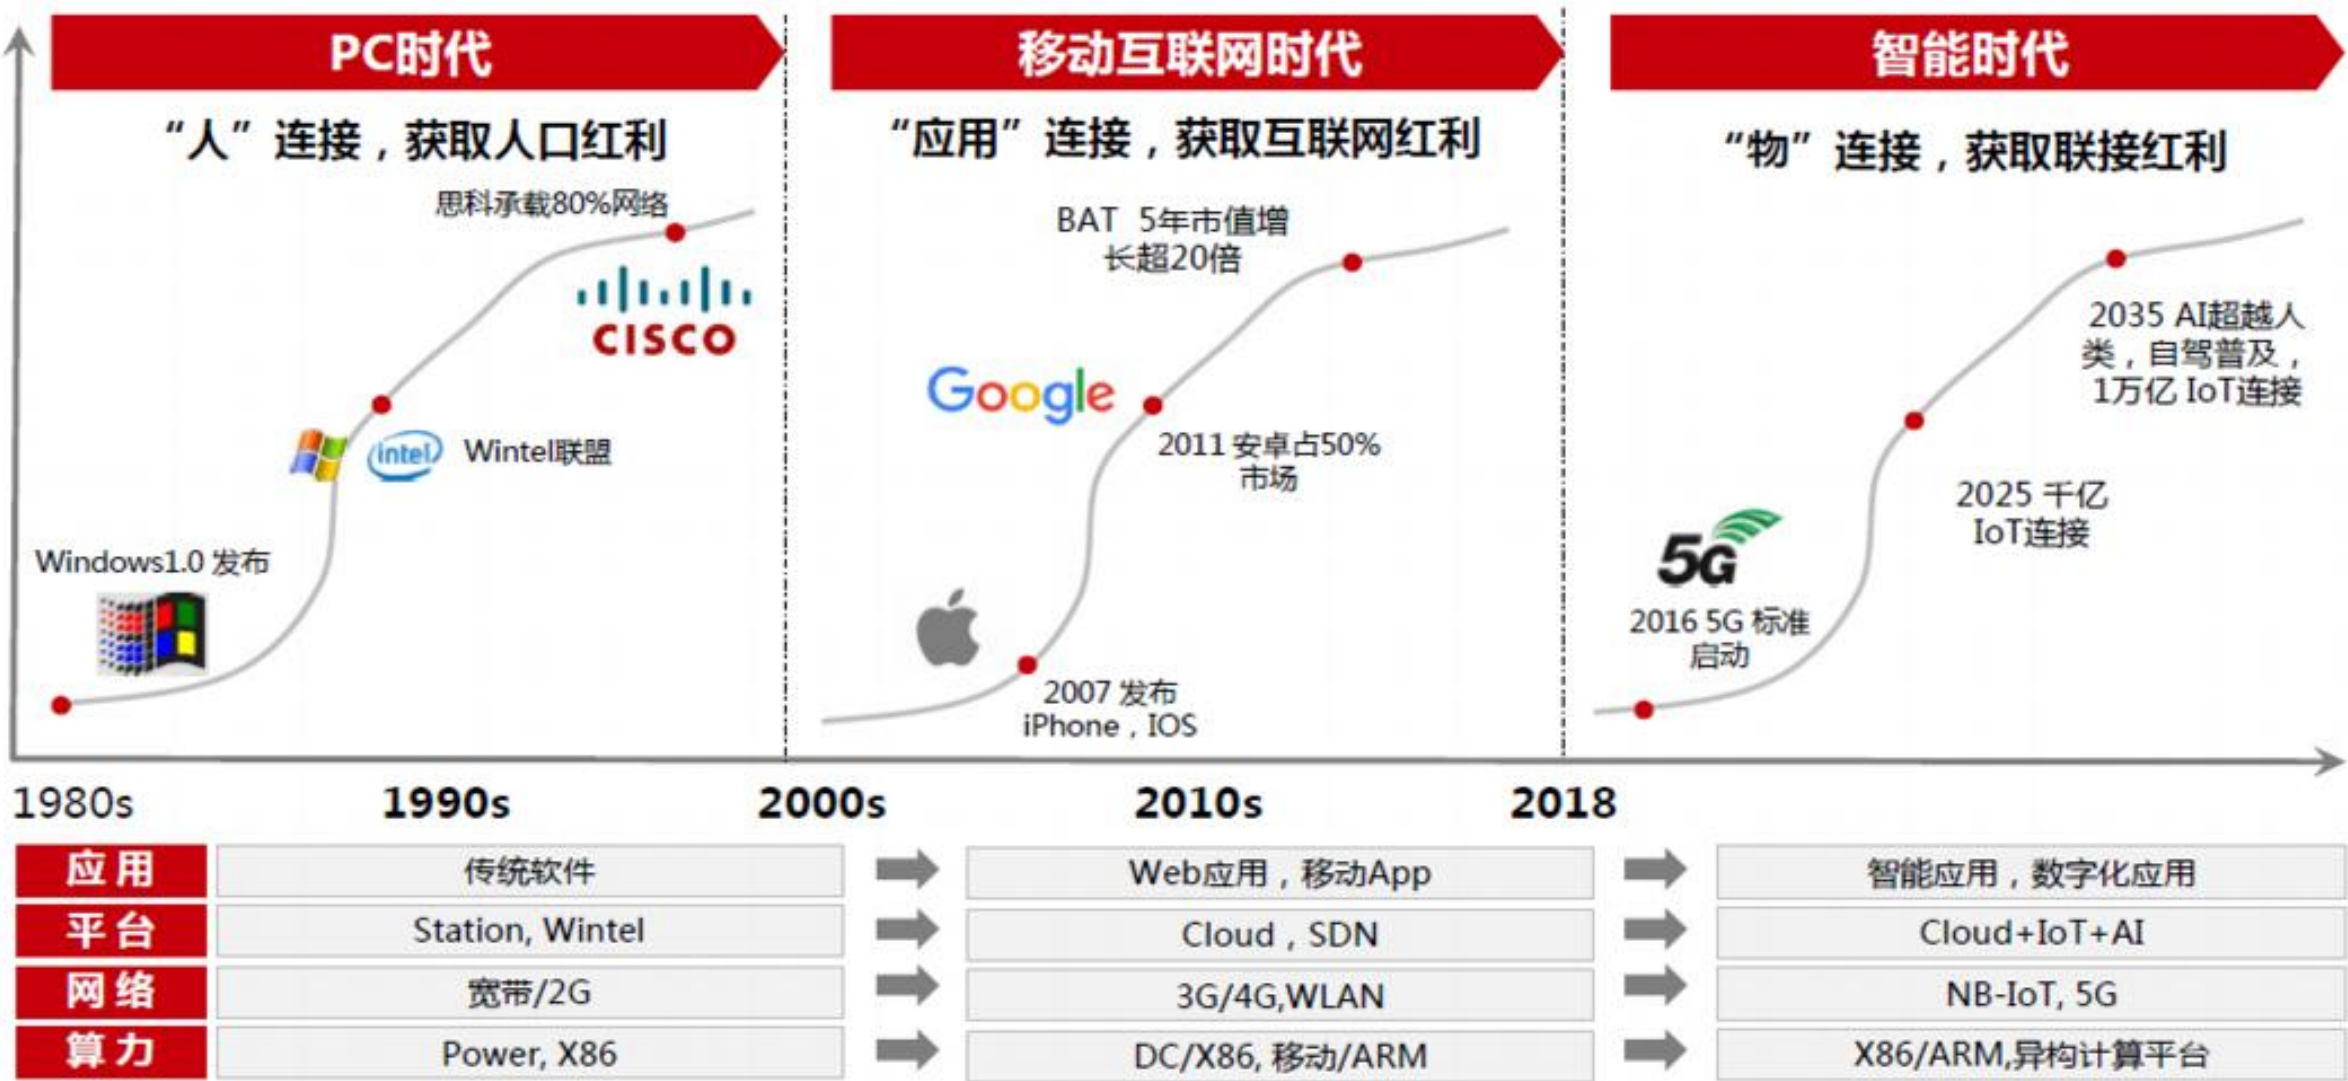 PC时代
移动互联网时代
智能时代
“人”连接，获取人口红利
“应用”连接，获取互联网红利
“物”连接，获取联接红利
思科承载80%网络
CISCO
intel
Wintel联盟
Windows1.0 发布
BAT 5年市值增
长超20倍
Google
2011 安卓占50%
市场
2007 发布
iPhone，IOS
2035 AI超越人
类，自驾普及，
1万亿 IoT连接
2025 千亿
IoT连接
5G
2016 5G 标准
启动
1980s
1990s
2000s
2010s
2018
应用
传统软件
Web应用，移动App
智能应用，数字化应用
平台
Station, Wintel
Cloud，SDN
Cloud+IoT+AI
网络
宽带/2G
3G/4G,WLAN
NB-IoT, 5G
算力
Power, X86
DC/X86, 移动/ARM
X86/ARM,异构计算平台